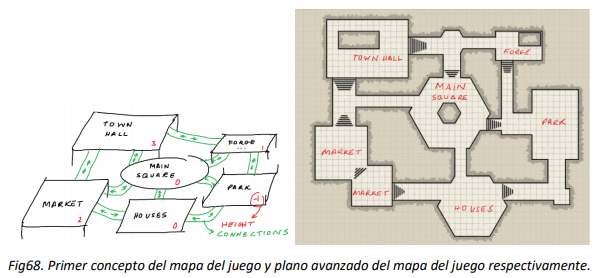 TOWN
HALL
3
FORGE
1
MAIN
SQUARE
0
PARK
-1
MARKET
2
HOUSES
0
HEIGHT
CONNECTIONS
TOWN HALL
FORGE
MAIN
SQUARE
PARK
MARKET
MARKET
HOUSES
Fig68. Primer concepto del mapa del juego y plano avanzado del mapa del juego respectivamente.